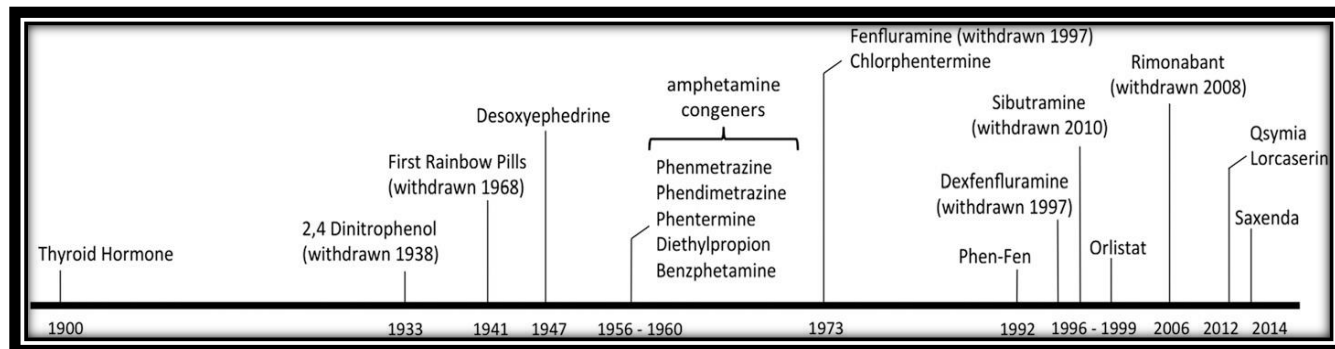 Thyroid Hormone
2,4 Dinitrophenol
(withdrawn 1938)
First Rainbow Pills
(withdrawn 1968)
Desoxyephedrine
amphetamine
congeners
Phenmetrazine
Phendimetrazine
Phentermine
Diethylpropion
Benzphetamine
Fenfluramine (withdrawn 1997)
Chlorphentermine
Phen-Fen
Dexfenfluramine
(withdrawn 1997)
Sibutramine
(withdrawn 2010)
Orlistat
Rimonabant
(withdrawn 2008)
Qsymia
Lorcaserin
Saxenda
1900
1933
1941
1947
1956 - 1960
1973
1992
1996 - 1999
2006
2012
2014